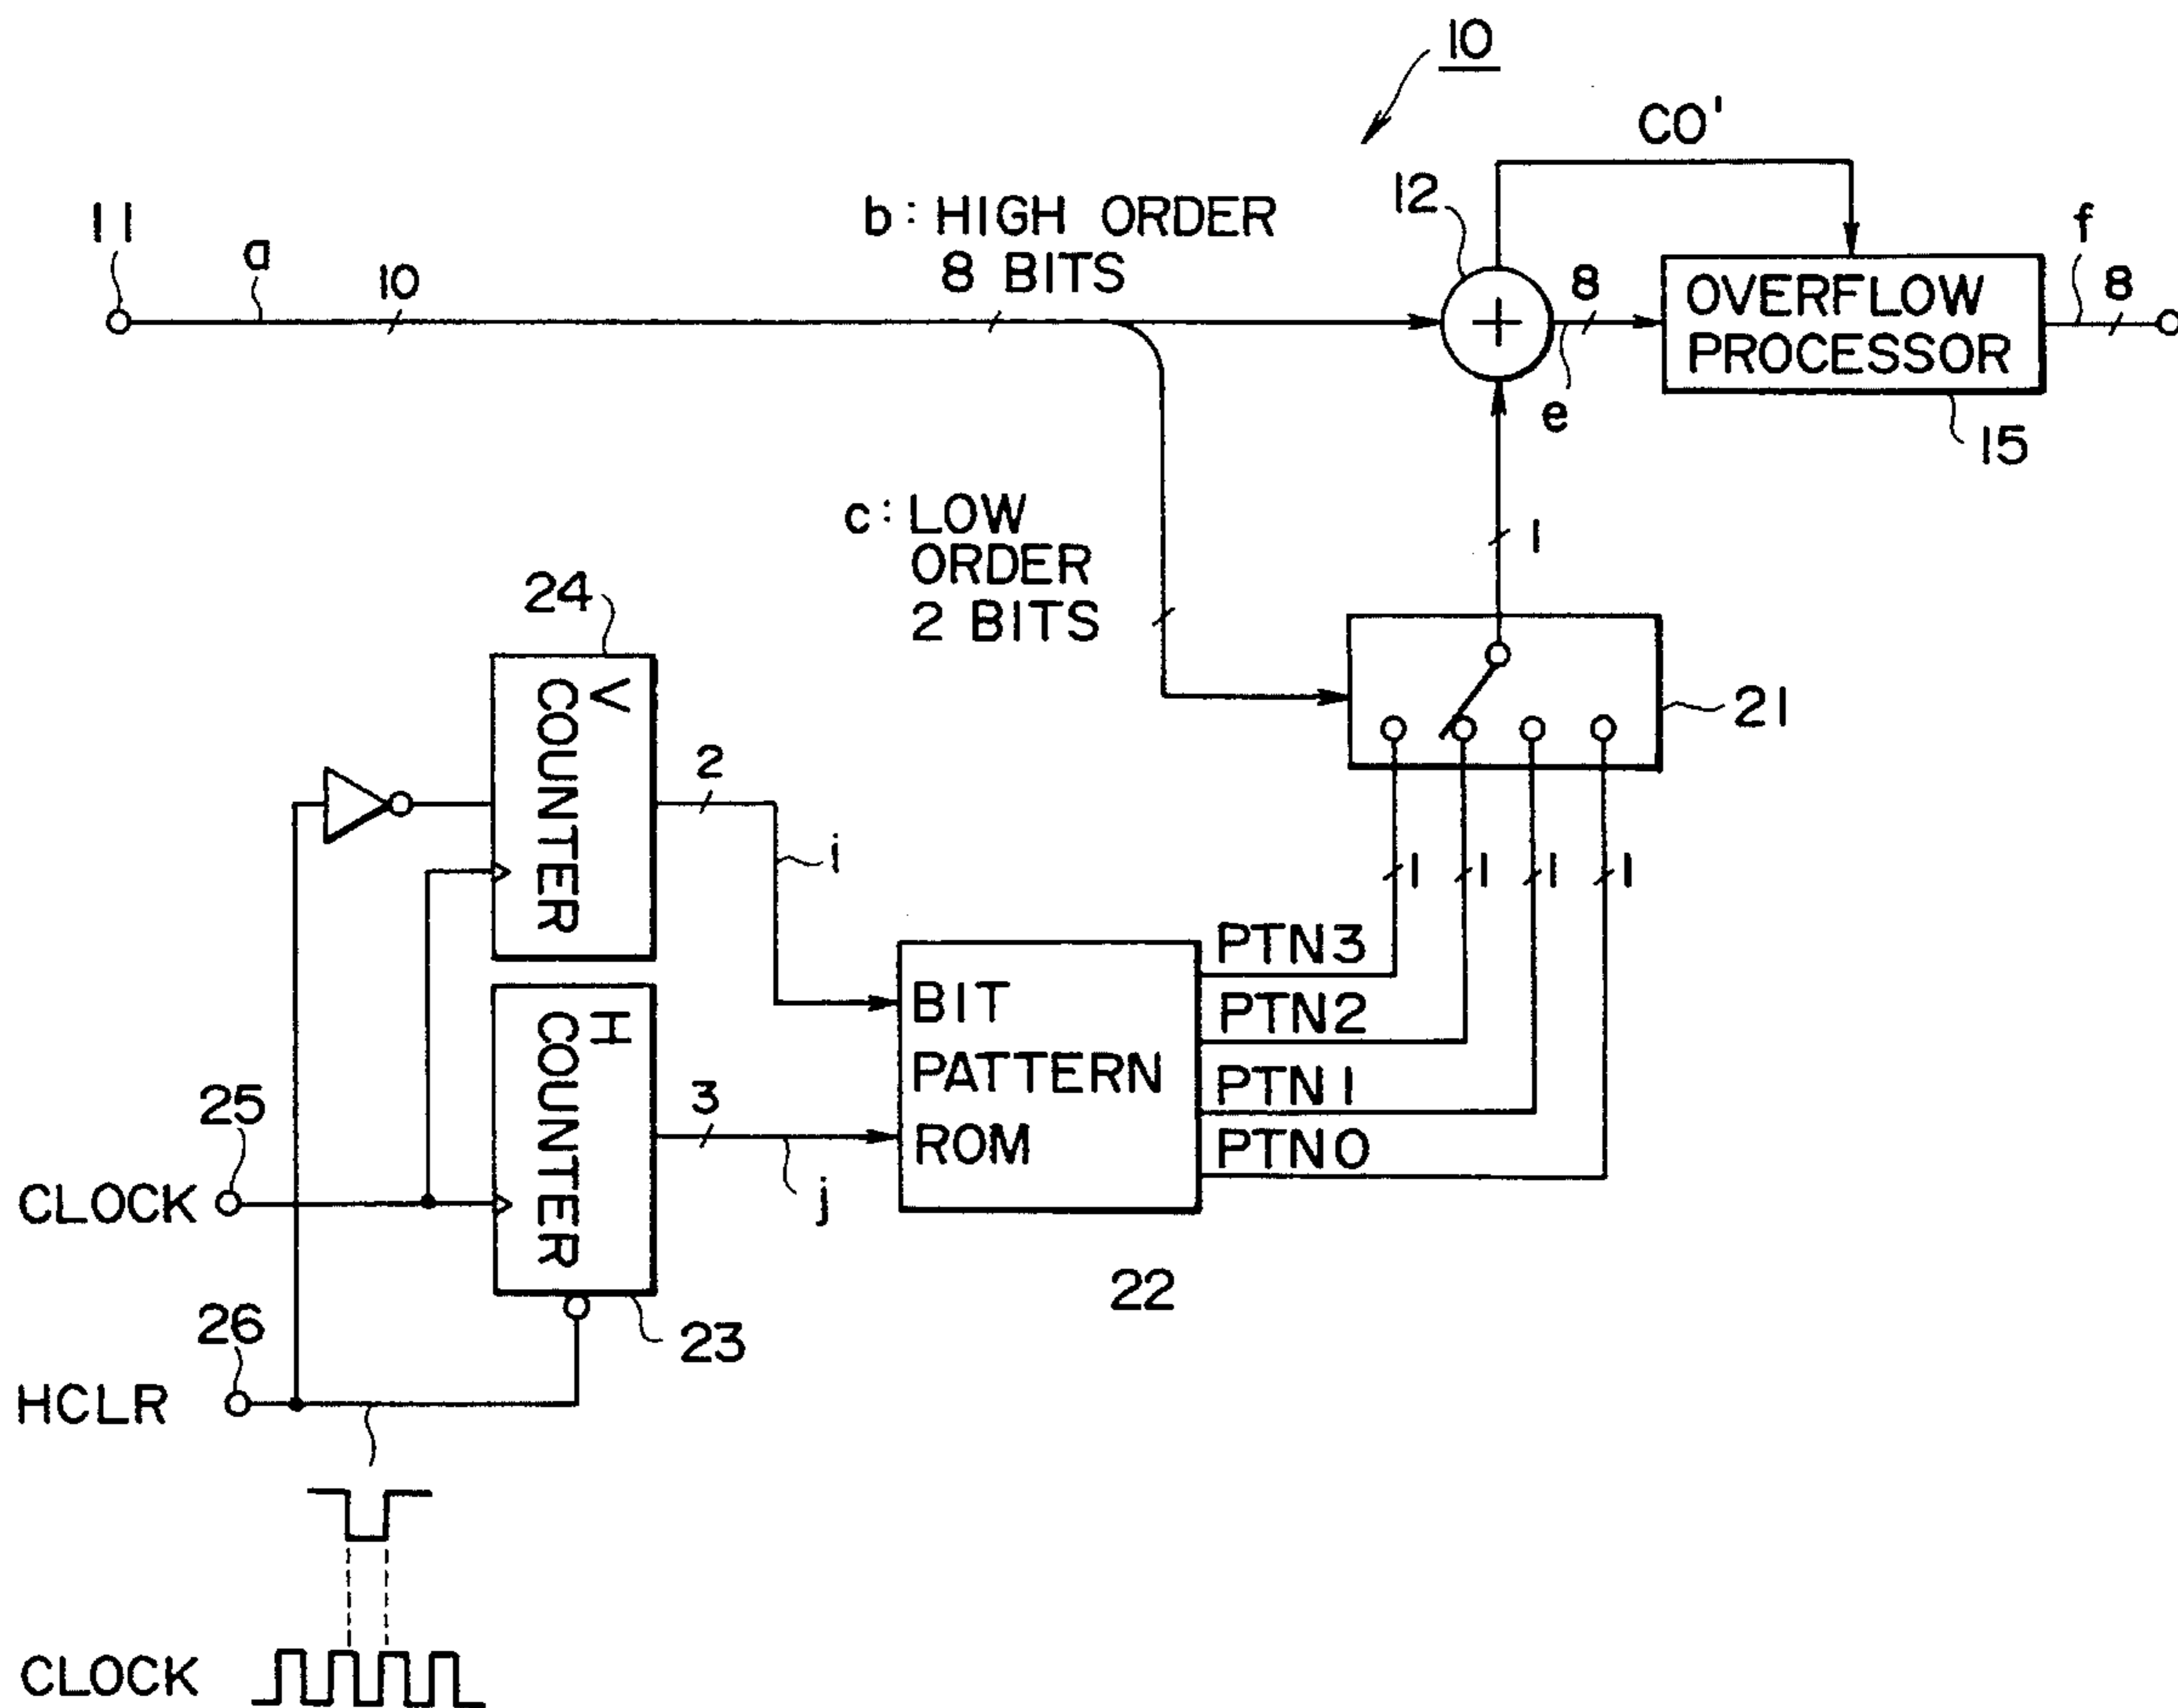 10
CO'
12
11
a
10
b: HIGH ORDER
8 BITS
8
OVERFLOW
PROCESSOR
f
8
e
15
c: LOW
ORDER
2 BITS
1
24
V
COUNTER
21
2
i
1
1
1
1
PTN3
PTN2
PTN1
PTN0
BIT
PATTERN
ROM
H
COUNTER
3
j
25
CLOCK
22
26
23
HCLR
CLOCK